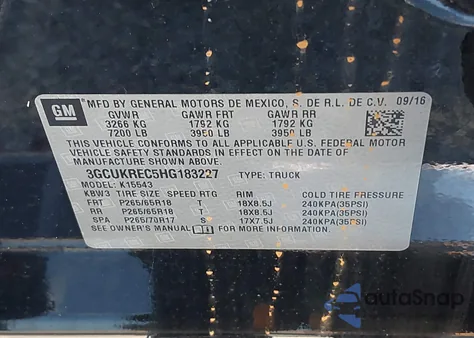 GM
MFD BY GENERAL MOTORS DE MEXICO, S. DE R.L. DE C.V. 09/16
GVWR GAWR FRT GAWR RR
3266 KG 1792 KG 1792 KG
7200 LB 3950 LB 3950 LB
THIS VEHICLE CONFORMS TO ALL APPLICABLE U.S. FEDERAL MOTOR
VEHICLE SAFETY STANDARDS IN EFFECT ON THE DATE OF
MANUFACTURE SHOWN ABOVE.
3GCUKREC5HG183227 TYPE: TRUCK
MODEL: K15543
KBW3 TIRE SIZE SPEED RTG RIM COLD TIRE PRESSURE
FRT P265/65R18 T 18X8.5J 240KPA(35PSI)
RR P265/65R18 T 18X8.5J 240KPA(35PSI)
SPA P265/70R17 S 17X7.5J 240KPA(35PSI)
SEE OWNER'S MANUAL FOR MORE INFORMATION.
autoSnap